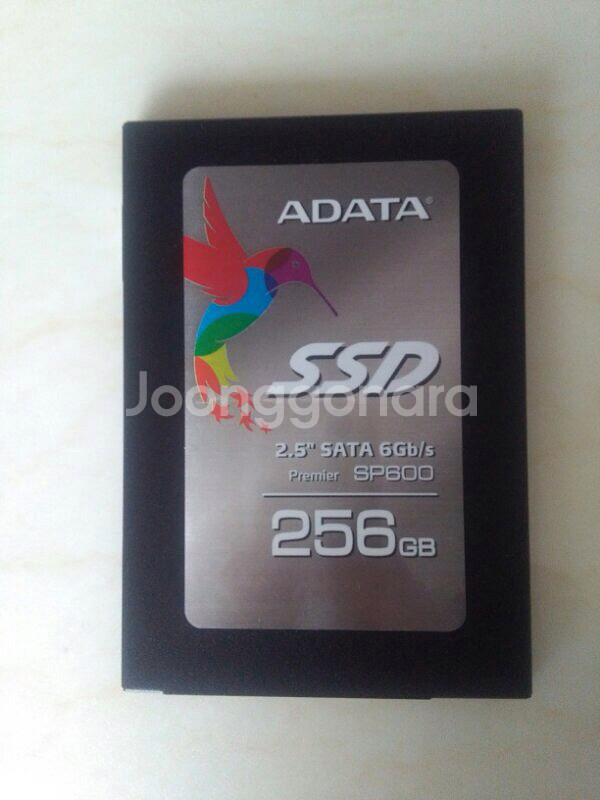 ADATA®
SSD
Joonggonara
2.5" SATA 6Gb/s
Premier SP600
256GB